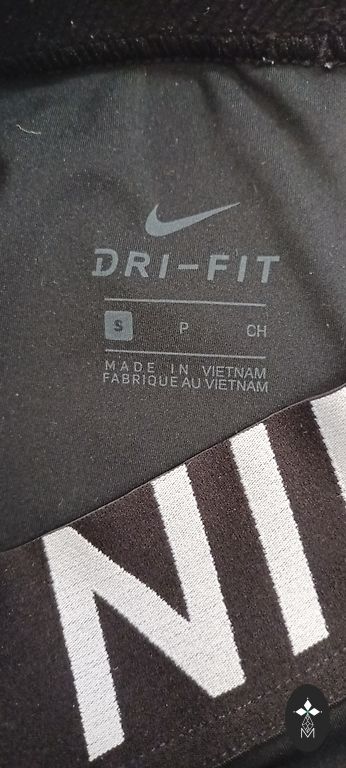 DRI-FIT
S P CH
MADE IN VIETNAM
FABRIQUE AU VIETNAM
NI
M